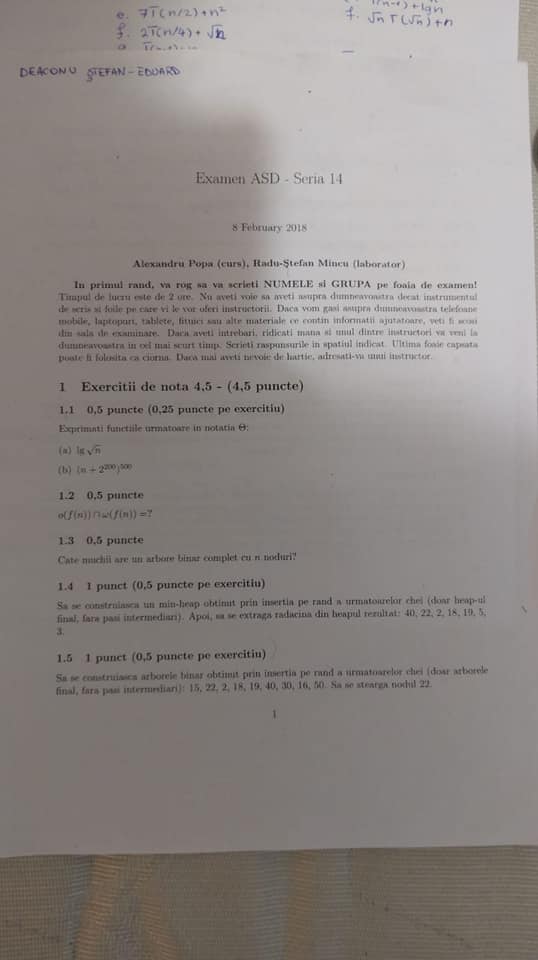 e. 7T(n/2)+n²
f. 2T(n/4)+√n
f. √n T(√n)+n
DEACONU ŞTEFAN-EDUARD
Examen ASD - Seria 14
8 February 2018
Alexandru Popa (curs), Radu-Ştefan Mincu (laborator)
In primul rand, va rog sa va scrieti NUMELE si GRUPA pe foaia de examen!
Timpul de lucru este de 2 ore. Nu aveti voie sa aveti asupra dumneavoastra decat instrumentul
de scris si foile pe care vi le vor oferi instructorii. Daca vom gasi asupra dumneavoastra telefoane
mobile, laptopuri, tablete, fituici sau alte materiale ce contin informatii ajutatoare, veti fi scosi
din sala de examinare. Daca aveti intrebari, ridicati mana si unul dintre instructori va veni la
dumneavoastra in cel mai scurt timp. Scrieti raspunsurile in spatiul indicat. Ultima foaie capsata
poate fi folosita ca ciorna. Daca mai aveti nevoie de hartie, adresati-va unui instructor.
1 Exercitii de nota 4,5 - (4,5 puncte)
1.1 0,5 puncte (0,25 puncte pe exercitiu)
Exprimati functiile urmatoare in notatia Θ:
(a) lg √n
(b) (n + 2²⁰⁰)⁵⁰⁰
1.2 0,5 puncte
o(f(n)) ∩ ω(f(n)) =?
1.3 0,5 puncte
Cate muchii are un arbore binar complet cu n noduri?
1.4 1 punct (0,5 puncte pe exercitiu)
Sa se construiasca un min-heap obtinut prin insertia pe rand a urmatoarelor chei (doar heap-ul
final, fara pasi intermediari). Apoi, sa se extraga radacina din heapul rezultat: 40, 22, 2, 18, 19, 5,
3.
1.5 1 punct (0,5 puncte pe exercitiu)
Sa se construiasca arborele binar obtinut prin insertia pe rand a urmatoarelor chei (doar arborele
final, fara pasi intermediari): 15, 22, 2, 18, 19, 40, 30, 16, 50. Sa se stearga nodul 22.
1